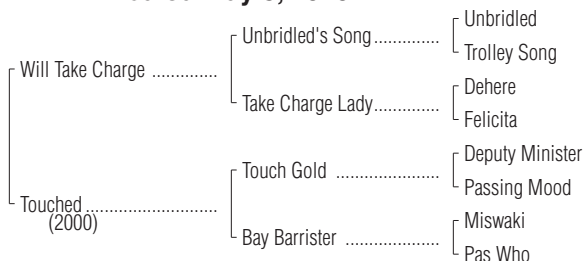 Unbridled
Unbridled's Song..............
Trolley Song
Will Take Charge ..............
Dehere
Take Charge Lady..............
Felicita
Deputy Minister
Touch Gold ......................
Passing Mood
Touched............................
(2000)
Miswaki
Bay Barrister ....................
Pas Who